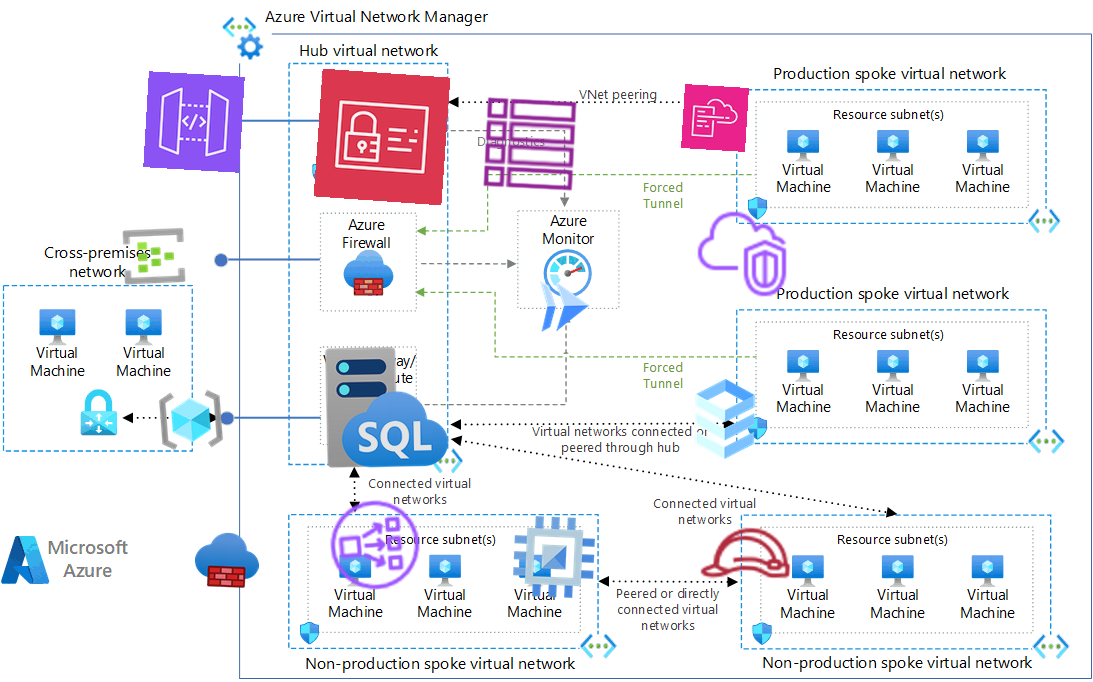 Azure Virtual Network Manager
Hub virtual network
Production spoke virtual network
VNet peering
Resource subnet(s)
Diagnostics
Virtual
Machine
Virtual
Machine
Virtual
Machine
Forced
Tunnel
Azure
Firewall
Azure
Monitor
Cross-premises
network
Production spoke virtual network
Virtual
Machine
Virtual
Machine
Resource subnet(s)
Virtual
Machine
Virtual
Machine
Virtual
Machine
Forced
Tunnel
SQL
Virtual networks connected or
peered through hub
Connected virtual
networks
Connected virtual
networks
Microsoft
Azure
Resource subnet(s)
Virtual
Machine
Virtual
Machine
Virtual
Machine
Peered or directly
connected virtual
networks
Resource subnet(s)
Virtual
Machine
Virtual
Machine
Virtual
Machine
Non-production spoke virtual network
Non-production spoke virtual network